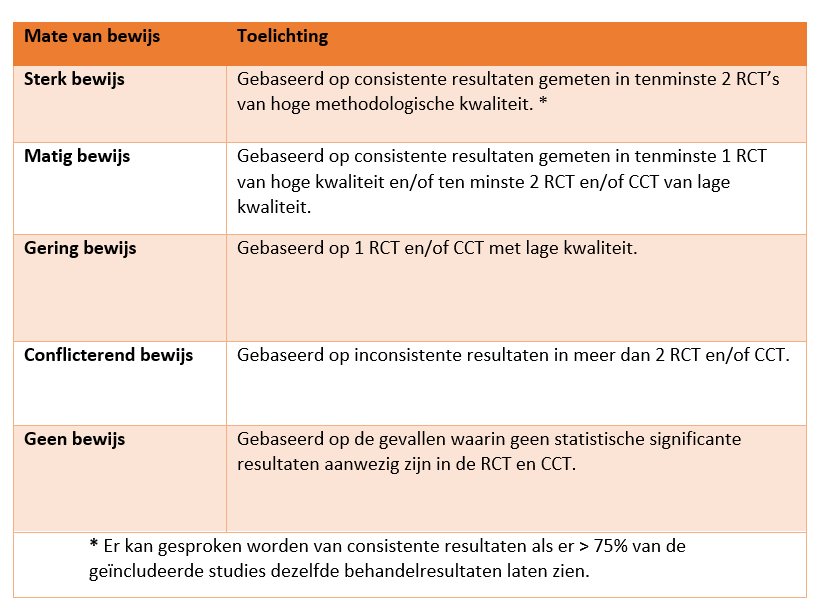 Mate van bewijs
Toelichting
Sterk bewijs
Gebaseerd op consistente resultaten gemeten in tenminste 2 RCT’s
van hoge methodologische kwaliteit. *
Matig bewijs
Gebaseerd op consistente resultaten gemeten in tenminste 1 RCT
van hoge kwaliteit en/of ten minste 2 RCT en/of CCT van lage
kwaliteit.
Gering bewijs
Gebaseerd op 1 RCT en/of CCT met lage kwaliteit.
Conflicterend bewijs
Gebaseerd op inconsistente resultaten in meer dan 2 RCT en/of CCT.
Geen bewijs
Gebaseerd op de gevallen waarin geen statistische significante
resultaten aanwezig zijn in de RCT en CCT.
* Er kan gesproken worden van consistente resultaten als er > 75% van de
geïncludeerde studies dezelfde behandelresultaten laten zien.